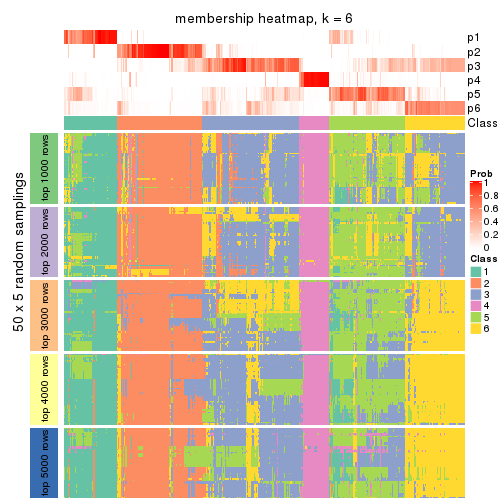 membership heatmap, k = 6
p1
p2
p3
p4
p5
p6
Class
50 x 5 random samplings
top 1000 rows
top 2000 rows
top 3000 rows
top 4000 rows
top 5000 rows
Prob
1
0.8
0.6
0.4
0.2
0
Class
1
2
3
4
5
6